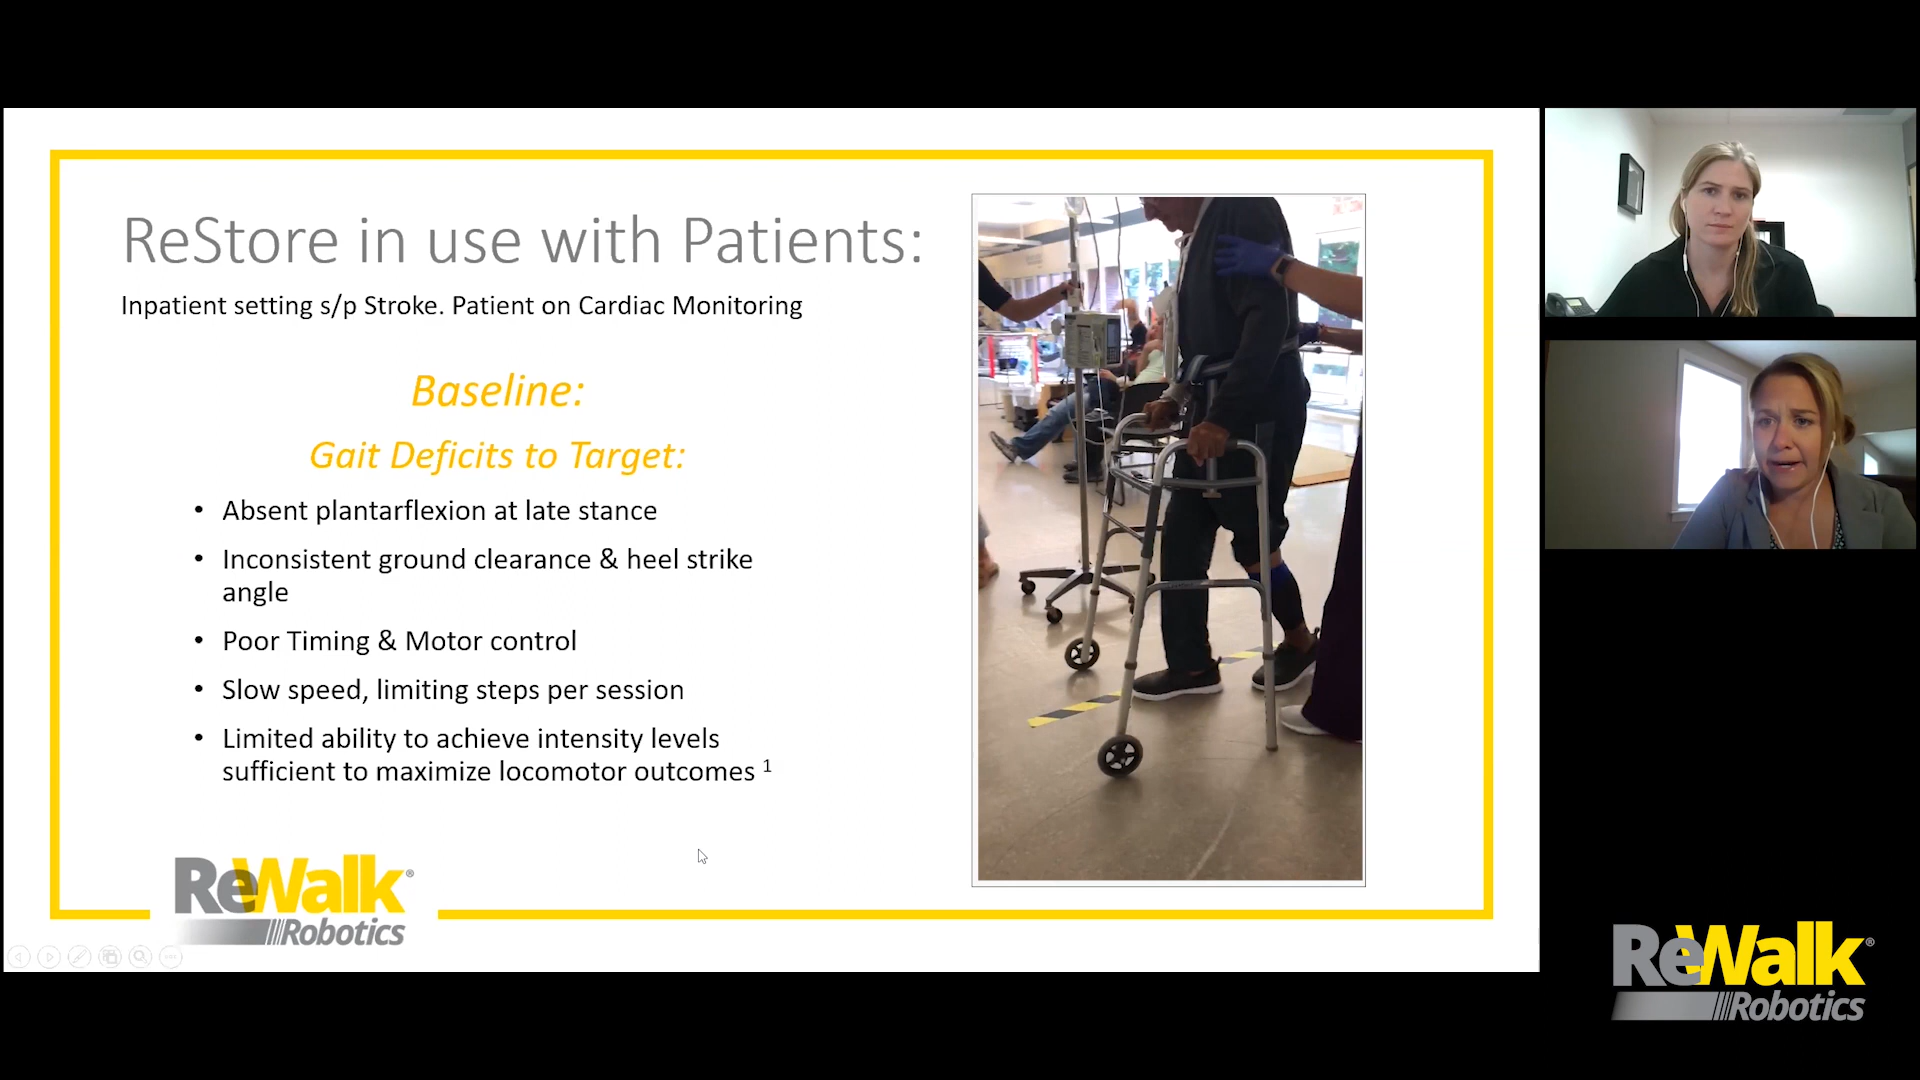 ReStore in use with Patients:
Inpatient setting s/p Stroke. Patient on Cardiac Monitoring
Baseline:
Gait Deficits to Target:
• Absent plantarflexion at late stance
• Inconsistent ground clearance & heel strike
angle
• Poor Timing & Motor control
• Slow speed, limiting steps per session
• Limited ability to achieve intensity levels
sufficient to maximize locomotor outcomes 1
ReWalk®
Robotics
ReWalk®
Robotics